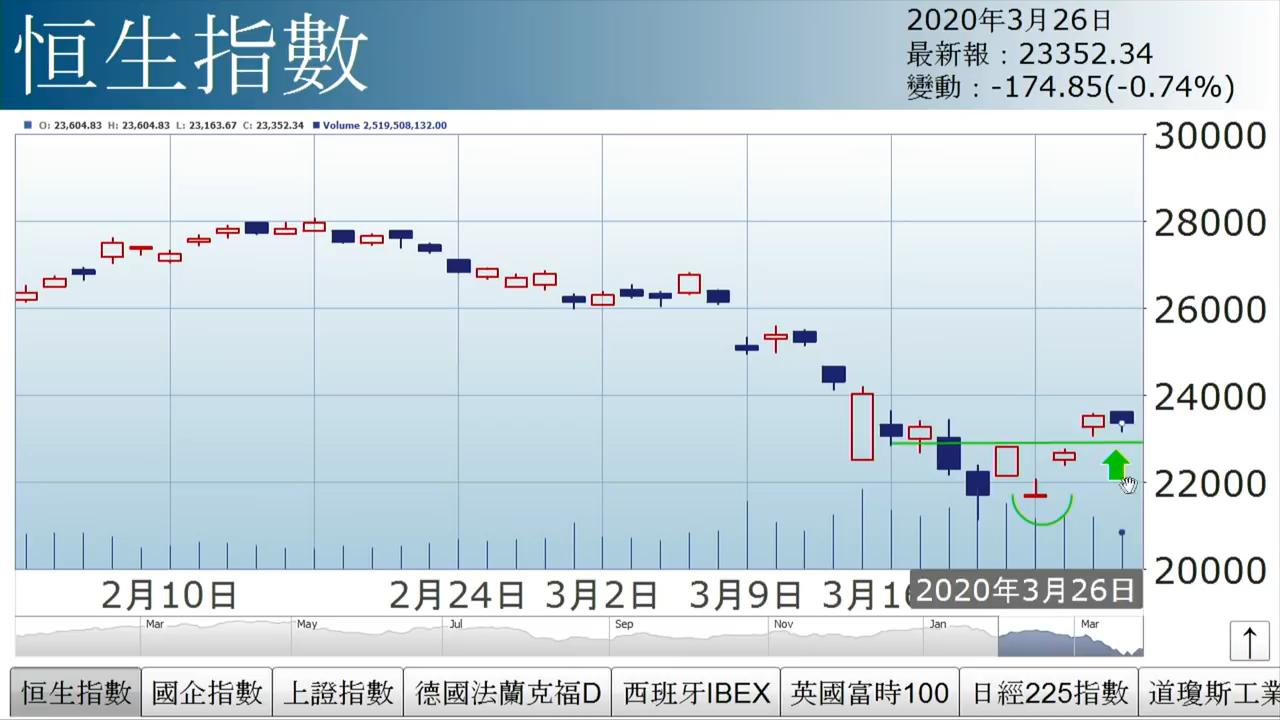 恒生指數
2020年3月26日
最新報：23352.34
變動：-174.85(-0.74%)
O: 23,604.83 H: 23,604.83 L: 23,163.67 C: 23,352.34 Volume 2,519,508,132.00
30000
28000
26000
24000
22000
20000
2月10日 2月24日 3月2日 3月9日 3月16 2020年3月26日
Mar May Jul Sep Nov Jan Mar
恒生指數 國企指數 上證指數 德國法蘭克福D 西班牙IBEX 英國富時100 日經225指數 道瓊斯工業